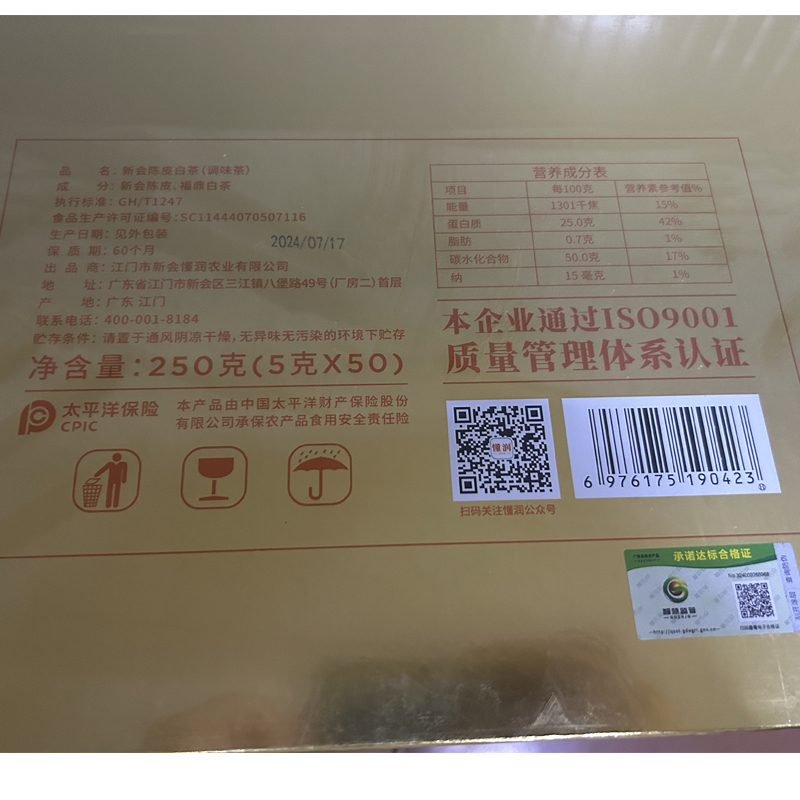 品 名：新会陈皮白茶（调味茶）
成 分：新会陈皮、福鼎白茶
执行标准：GH/T1247
食品生产许可证编号：SC11444070507116
生产日期：见外包装
2024/07/17
保 质 期：60个月
出 品 商：江门市新会懂润农业有限公司
地 址：广东省江门市新会区三江镇八堡路49号（厂房二）首层
产 地：广东 江门
联系电话：400-001-8184
贮存条件：请置于通风阴凉干燥，无异味无污染的环境下贮存
净含量：250克（5克X50）
太平洋保险
CPIC
本产品由中国太平洋财产保险股份
有限公司承保农产品食用安全责任险
营养成分表
项目 每100克 营养素参考值%
能量 1301千焦 15%
蛋白质 25.0克 42%
脂肪 0.7克 1%
碳水化合物 50.0克 17%
钠 15 毫克 1%
本企业通过ISO9001
质量管理体系认证
懂润
扫码关注懂润公众号
6 976175 190423
承诺达标合格证